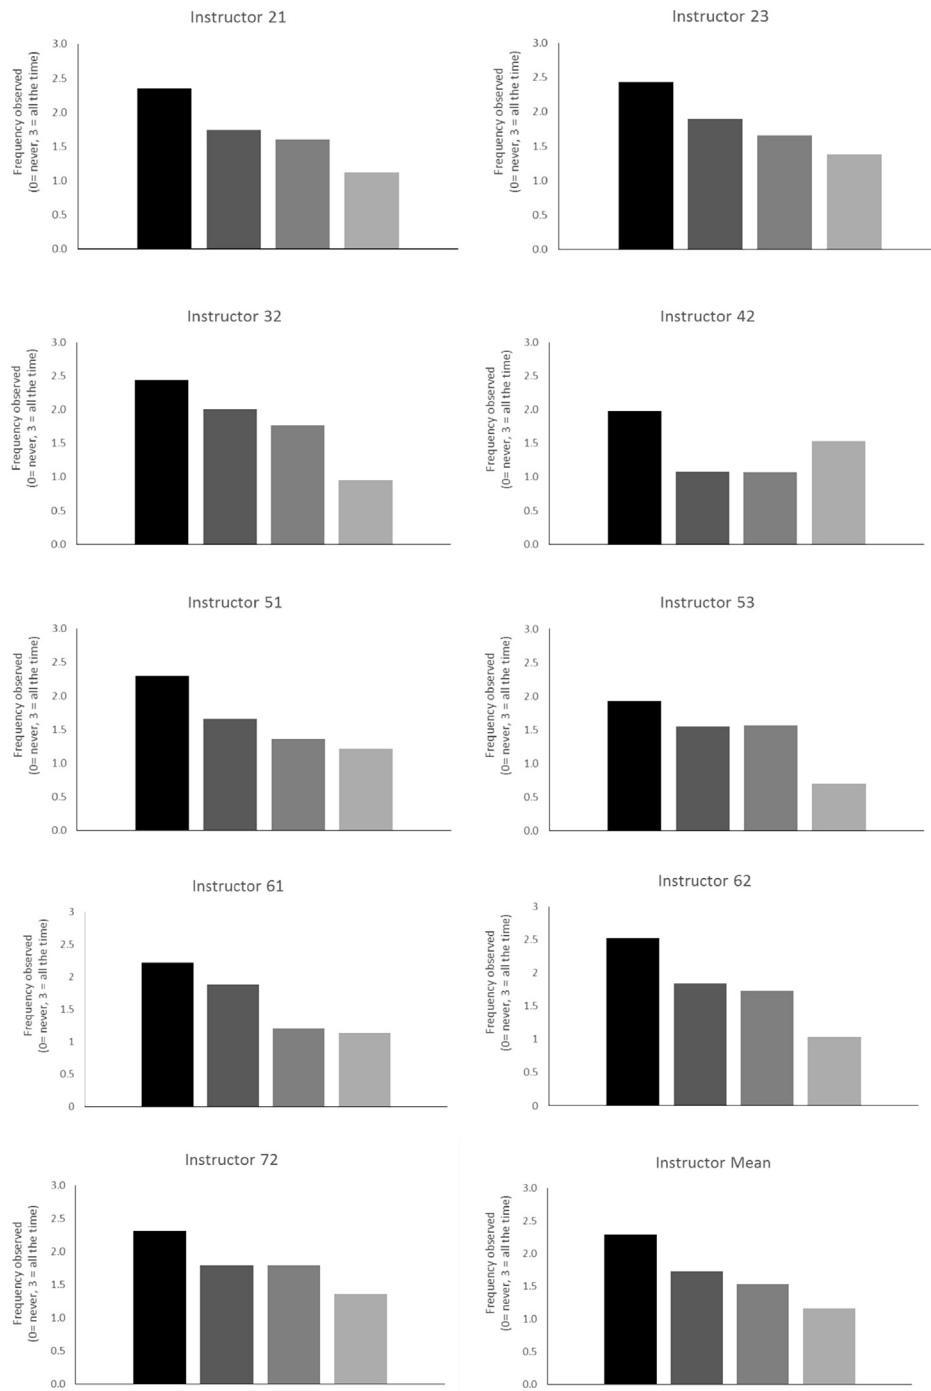 Instructor 21
Frequency observed
(0= never, 3 = all the time)
3.0
2.5
2.0
1.5
1.0
0.5
0.0
Instructor 23
Frequency observed
(0= never, 3 = all the time)
3.0
2.5
2.0
1.5
1.0
0.5
0.0
Instructor 32
Frequency observed
(0= never, 3 = all the time)
3.0
2.5
2.0
1.5
1.0
0.5
0.0
Instructor 42
Frequency observed
(0= never, 3 = all the time)
3.0
2.5
2.0
1.5
1.0
0.5
0.0
Instructor 51
Frequency observed
(0= never, 3 = all the time)
3.0
2.5
2.0
1.5
1.0
0.5
0.0
Instructor 53
Frequency observed
(0= never, 3 = all the time)
3.0
2.5
2.0
1.5
1.0
0.5
0.0
Instructor 61
Frequency observed
(0= never, 3 = all the time)
3
2.5
2
1.5
1
0.5
0
Instructor 62
Frequency observed
(0= never, 3 = all the time)
3
2.5
2
1.5
1
0.5
0
Instructor 72
Frequency observed
(0= never, 3 = all the time)
3.0
2.5
2.0
1.5
1.0
0.5
0.0
Instructor Mean
Frequency observed
(0= never, 3 = all the time)
3.0
2.5
2.0
1.5
1.0
0.5
0.0